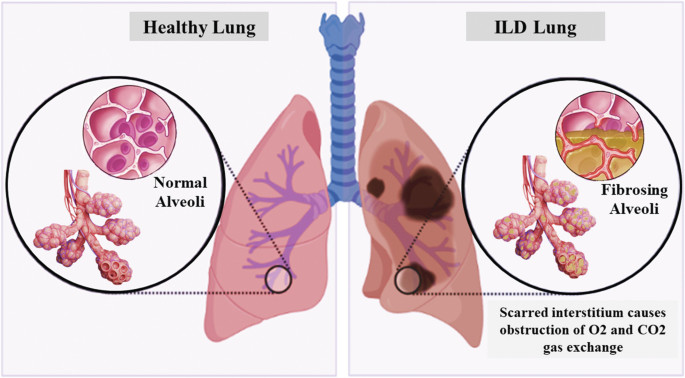 Healthy Lung
ILD Lung
Normal
Alveoli
Fibrosing
Alveoli
Scarred interstitium causes
obstruction of O2 and CO2
gas exchange